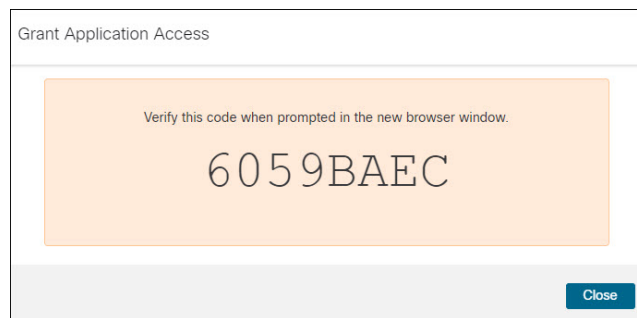 Grant Application Access
Verify this code when prompted in the new browser window.
6059BAEC
Close